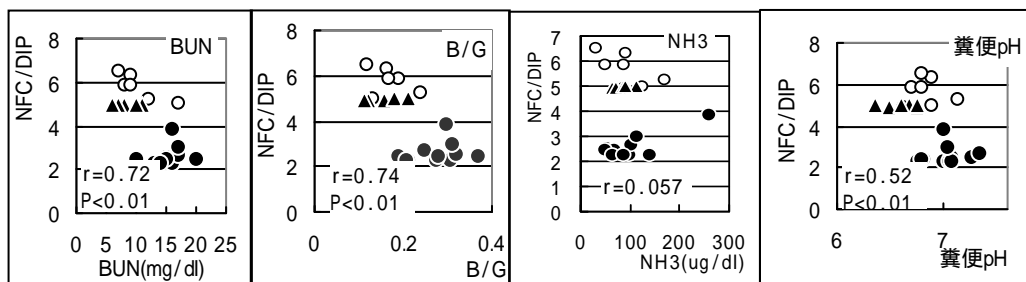 BUN
NFC/DIP
8
6
4
2
0
r=0.72
P<0.01
0 5 10 15 20 25
BUN(mg/dl)
B/G
NFC/DIP
8
6
4
2
0
r=0.74
P<0.01
0 0.2 0.4
B/G
NH3
NFC/DIP
7
6
5
4
3
2
1
0
r=0.057
0 100 200 300
NH3(ug/dl)
糞便pH
NFC/DIP
8
6
4
2
0
r=0.52
P<0.01
6 7
糞便pH